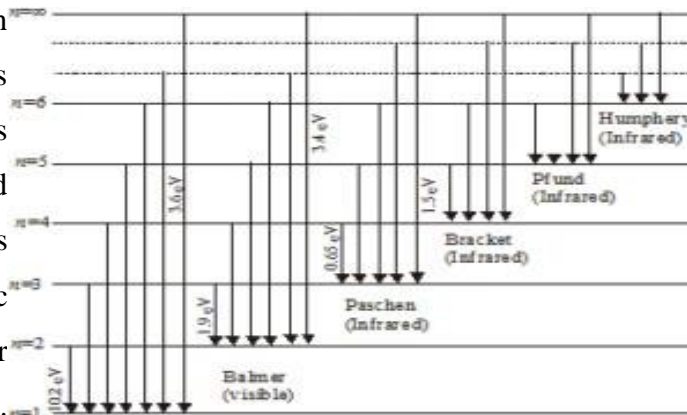 n=∞
n
s
s
n=6
s
Humphery
(Infrared)
3.4 eV
n=5
d
Pfund
(Infrared)
3.6 eV
1.5 eV
n=4
s
Bracket
(Infrared)
0.65 eV
n=3
c
Paschen
(Infrared)
1.9 eV
n=2
r
Balmer
(visible)
10.2 eV
n=1
.